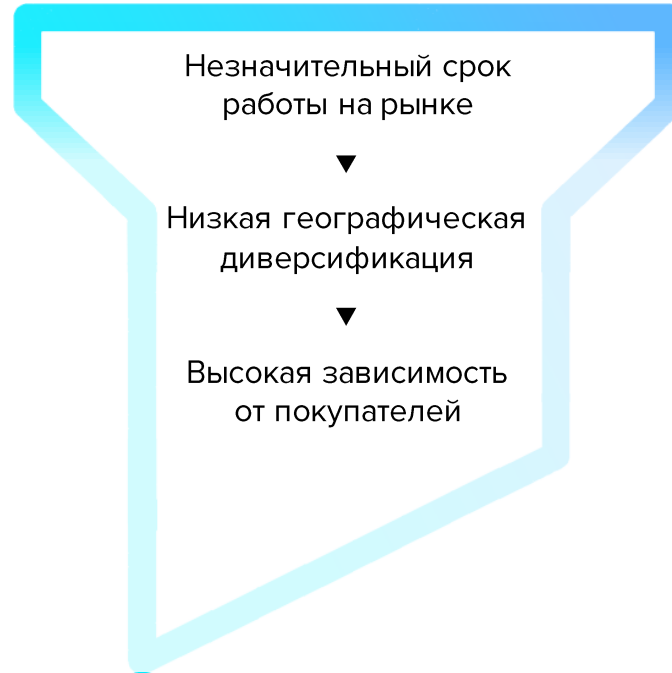 Незначительный срок
работы на рынке
Низкая географическая
диверсификация
Высокая зависимость
от покупателей